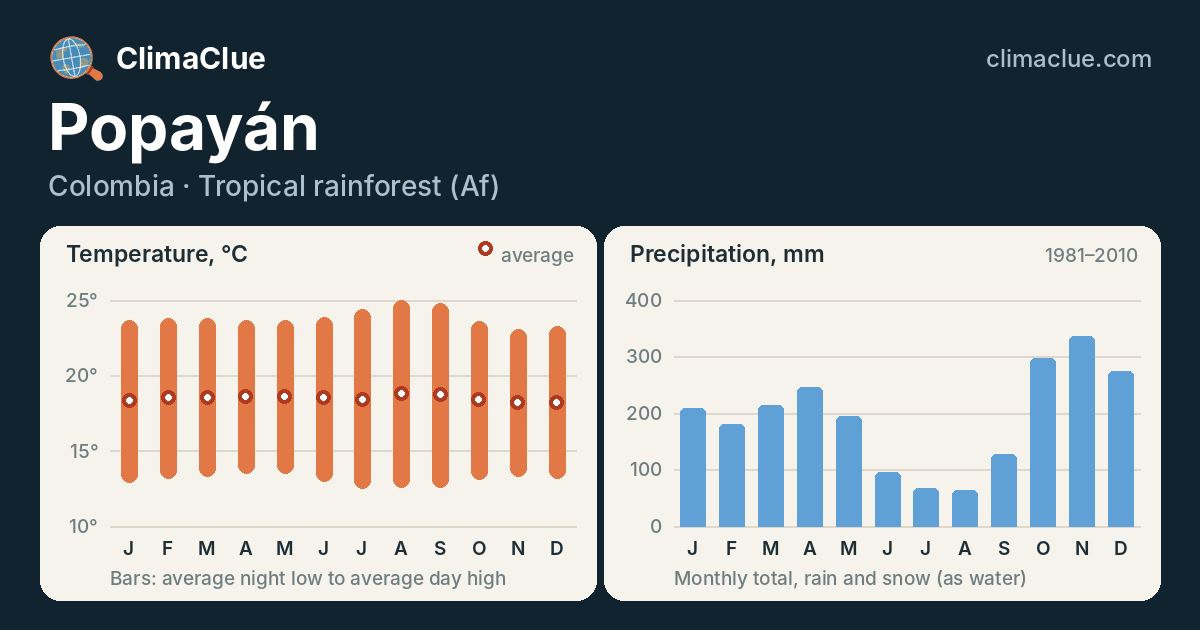 ClimaClue
climaclue.com
Popayán
Colombia · Tropical rainforest (Af)
Temperature, °C
average
25°
20°
15°
10°
J F M A M J J A S O N D
Bars: average night low to average day high
Precipitation, mm
1981–2010
400
300
200
100
0
J F M A M J J A S O N D
Monthly total, rain and snow (as water)